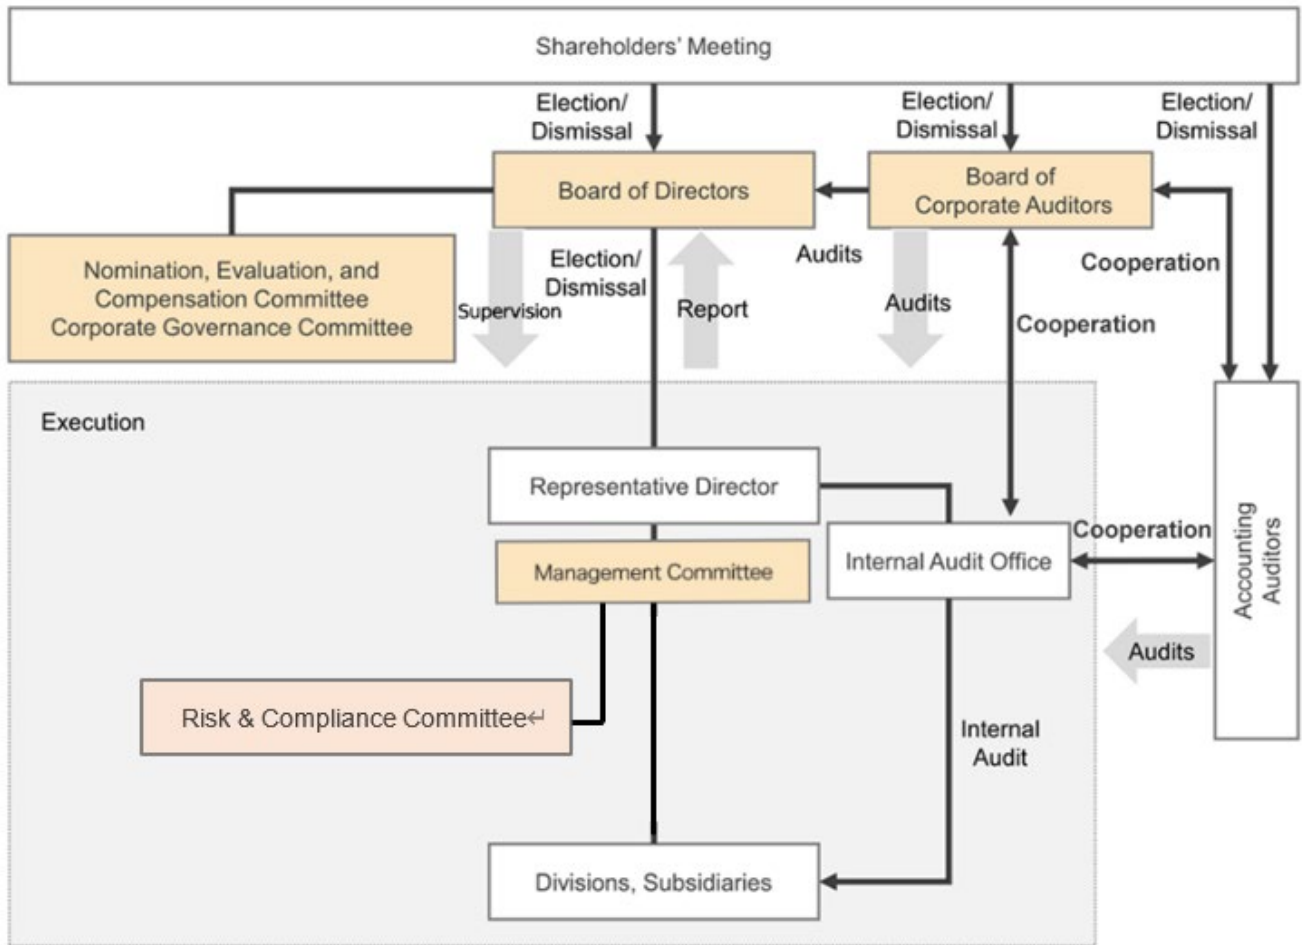 Shareholders' Meeting
Election/
Dismissal
Election/
Dismissal
Election/
Dismissal
Board of Directors
Board of
Corporate Auditors
Nomination, Evaluation, and
Compensation Committee
Corporate Governance Committee
Supervision
Election/
Dismissal
Report
Audits
Audits
Cooperation
Cooperation
Execution
Representative Director
Management Committee
Internal Audit Office
Cooperation
Accounting
Auditors
Audits
Risk & Compliance Committee↵
Internal
Audit
Divisions, Subsidiaries